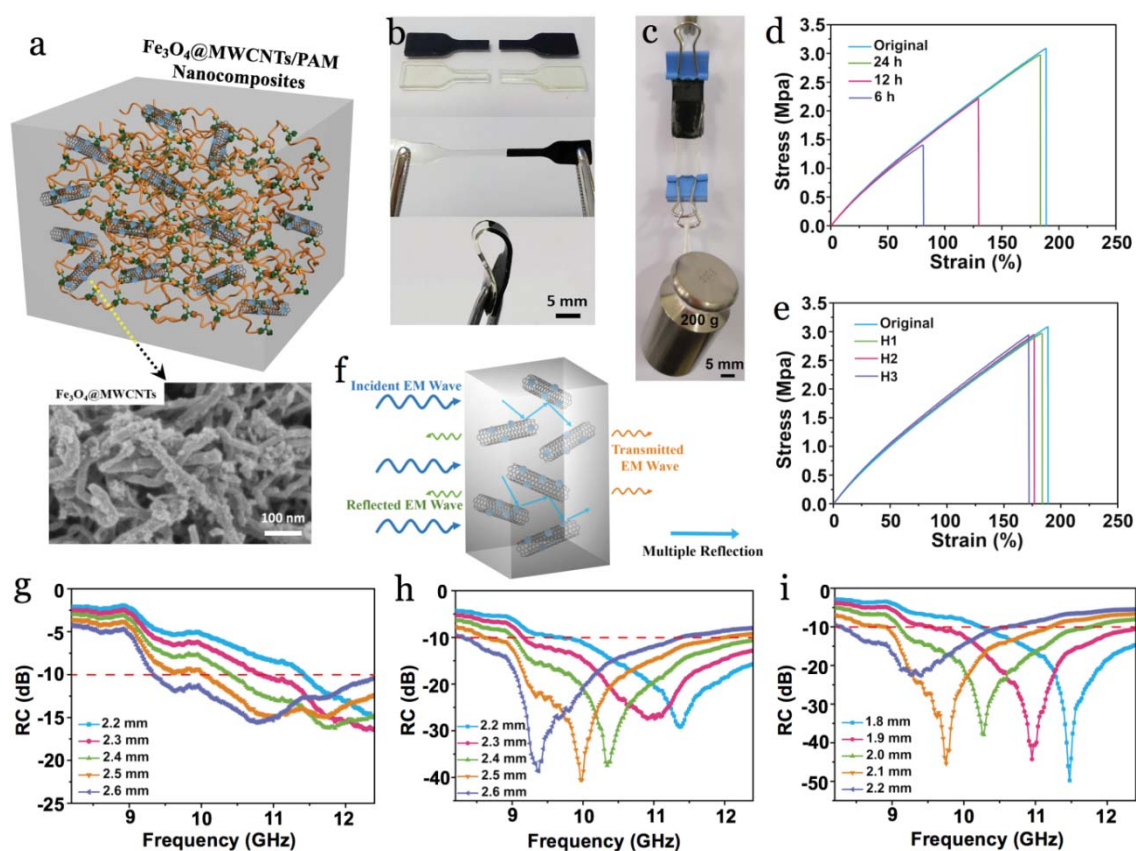 a
Fe₃O₄@MWCNTs/PAM
Nanocomposites
Fe₃O₄@MWCNTs
100 nm
b
5 mm
c
200 g
5 mm
d
Stress (Mpa)
3.5
3.0
2.5
2.0
1.5
1.0
0.5
0.0
Original
24 h
12 h
6 h
0 50 100 150 200 250
Strain (%)
e
Stress (Mpa)
3.5
3.0
2.5
2.0
1.5
1.0
0.5
0.0
Original
H1
H2
H3
0 50 100 150 200 250
Strain (%)
f
Incident EM Wave
Transmitted
EM Wave
Reflected EM Wave
Multiple Reflection
g
RC (dB)
0
-5
-10
-15
-20
-25
2.2 mm
2.3 mm
2.4 mm
2.5 mm
2.6 mm
9 10 11 12
Frequency (GHz)
h
RC (dB)
0
-10
-20
-30
-40
2.2 mm
2.3 mm
2.4 mm
2.5 mm
2.6 mm
9 10 11 12
Frequency (GHz)
i
RC (dB)
0
-10
-20
-30
-40
-50
1.8 mm
1.9 mm
2.0 mm
2.1 mm
2.2 mm
9 10 11 12
Frequency (GHz)